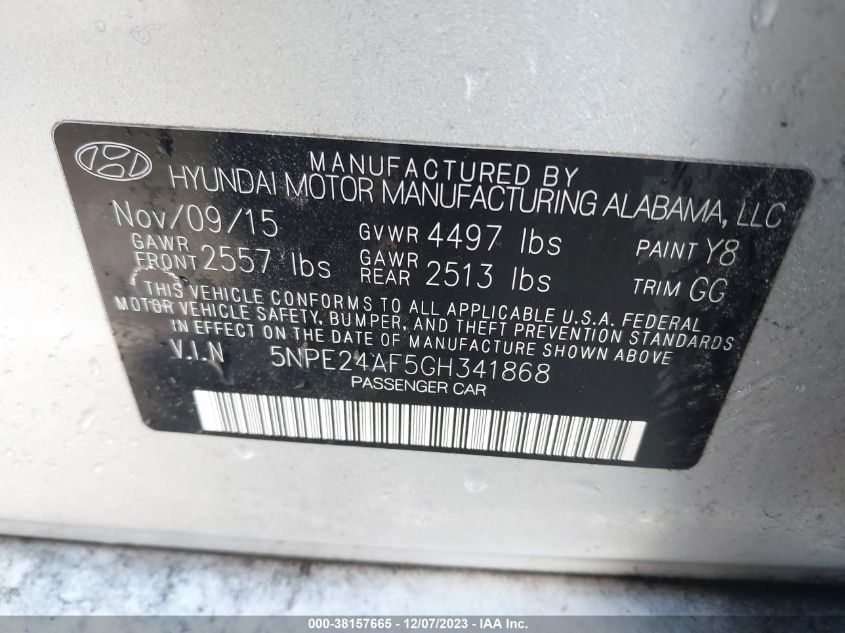 MANUFACTURED BY
HYUNDAI MOTOR MANUFACTURING ALABAMA, LLC
Nov/09/15 GVWR 4497 lbs PAINT Y8
GAWR FRONT 2557 lbs GAWR REAR 2513 lbs TRIM GG
THIS VEHICLE CONFORMS TO ALL APPLICABLE U.S.A. FEDERAL
MOTOR VEHICLE SAFETY, BUMPER, AND THEFT PREVENTION STANDARDS
IN EFFECT ON THE DATE OF MANUFACTURE SHOWN ABOVE
V.I.N 5NPE24AF5GH341868
PASSENGER CAR
000-38157665 - 12/07/2023 - IAAI.COM